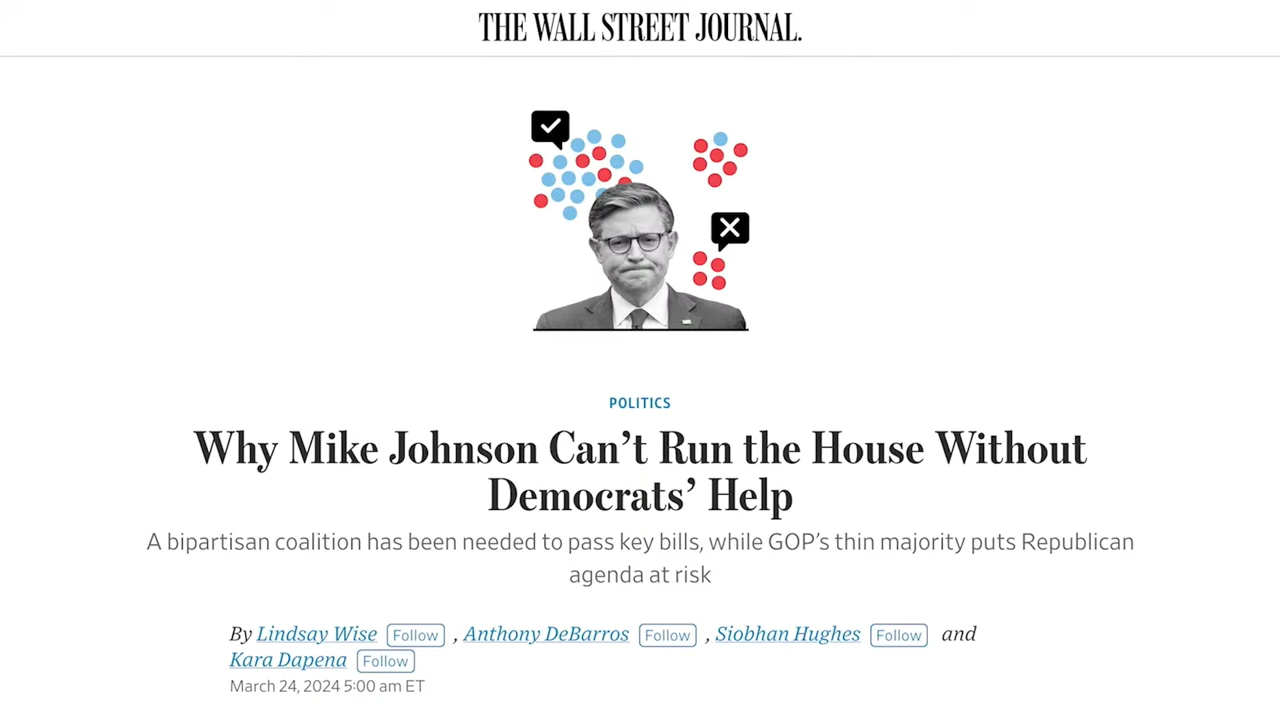 THE WALL STREET JOURNAL.
POLITICS
Why Mike Johnson Can’t Run the House Without
Democrats’ Help
A bipartisan coalition has been needed to pass key bills, while GOP’s thin majority puts Republican
agenda at risk
By Lindsay Wise Follow , Anthony DeBarros Follow , Siobhan Hughes Follow and
Kara Dapena Follow
March 24, 2024 5:00 am ET